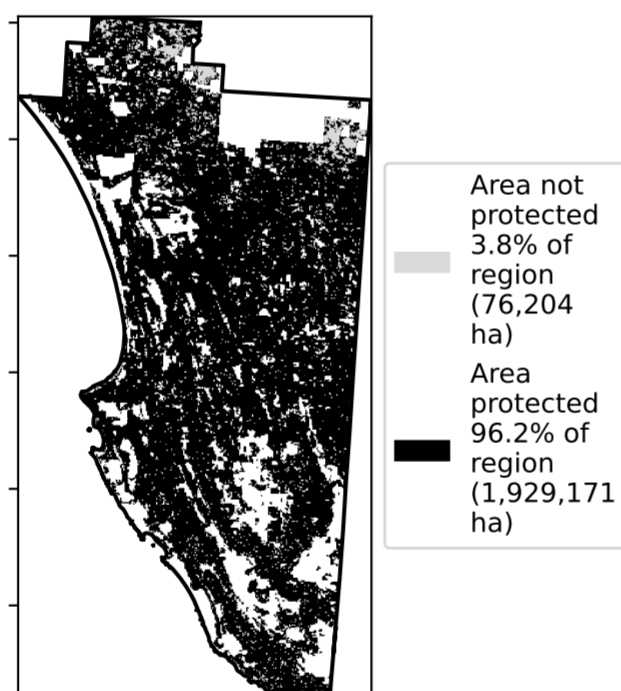 Area not
protected
3.8% of
region
(76,204
ha)
Area
protected
96.2% of
region
(1,929,171
ha)